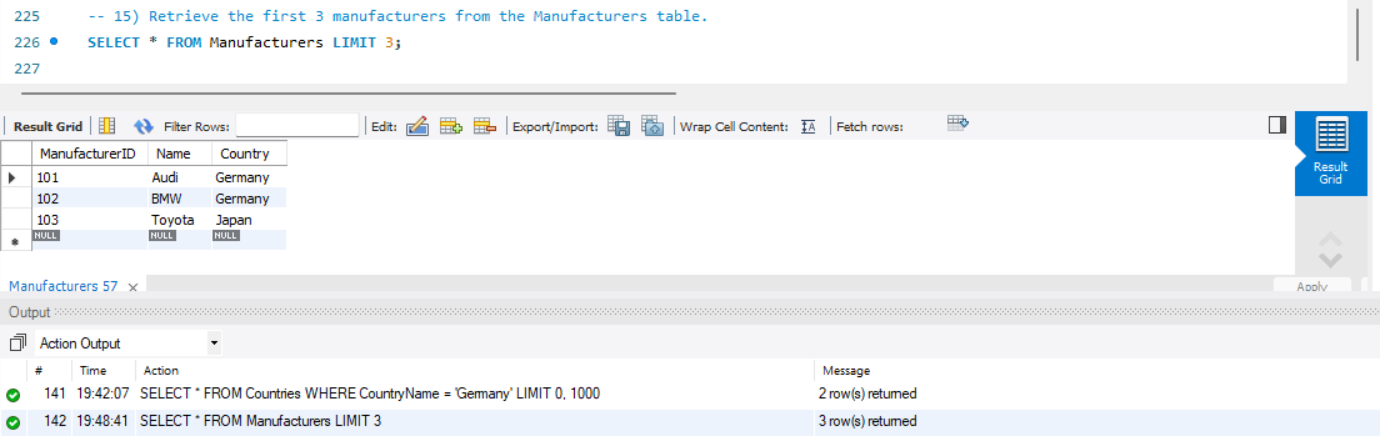 225 -- 15) Retrieve the first 3 manufacturers from the Manufacturers table.
226 SELECT * FROM Manufacturers LIMIT 3;
227
Result Grid Filter Rows: Edit: Export/Import: Wrap Cell Content: Fetch rows:
ManufacturerID Name Country
101 Audi Germany
102 BMW Germany
103 Toyota Japan
NULL NULL NULL
Result
Grid
Manufacturers 57 Apply
Output
Action Output
# Time Action Message
141 19:42:07 SELECT * FROM Countries WHERE CountryName = 'Germany' LIMIT 0, 1000 2 row(s) returned
142 19:48:41 SELECT * FROM Manufacturers LIMIT 3 3 row(s) returned